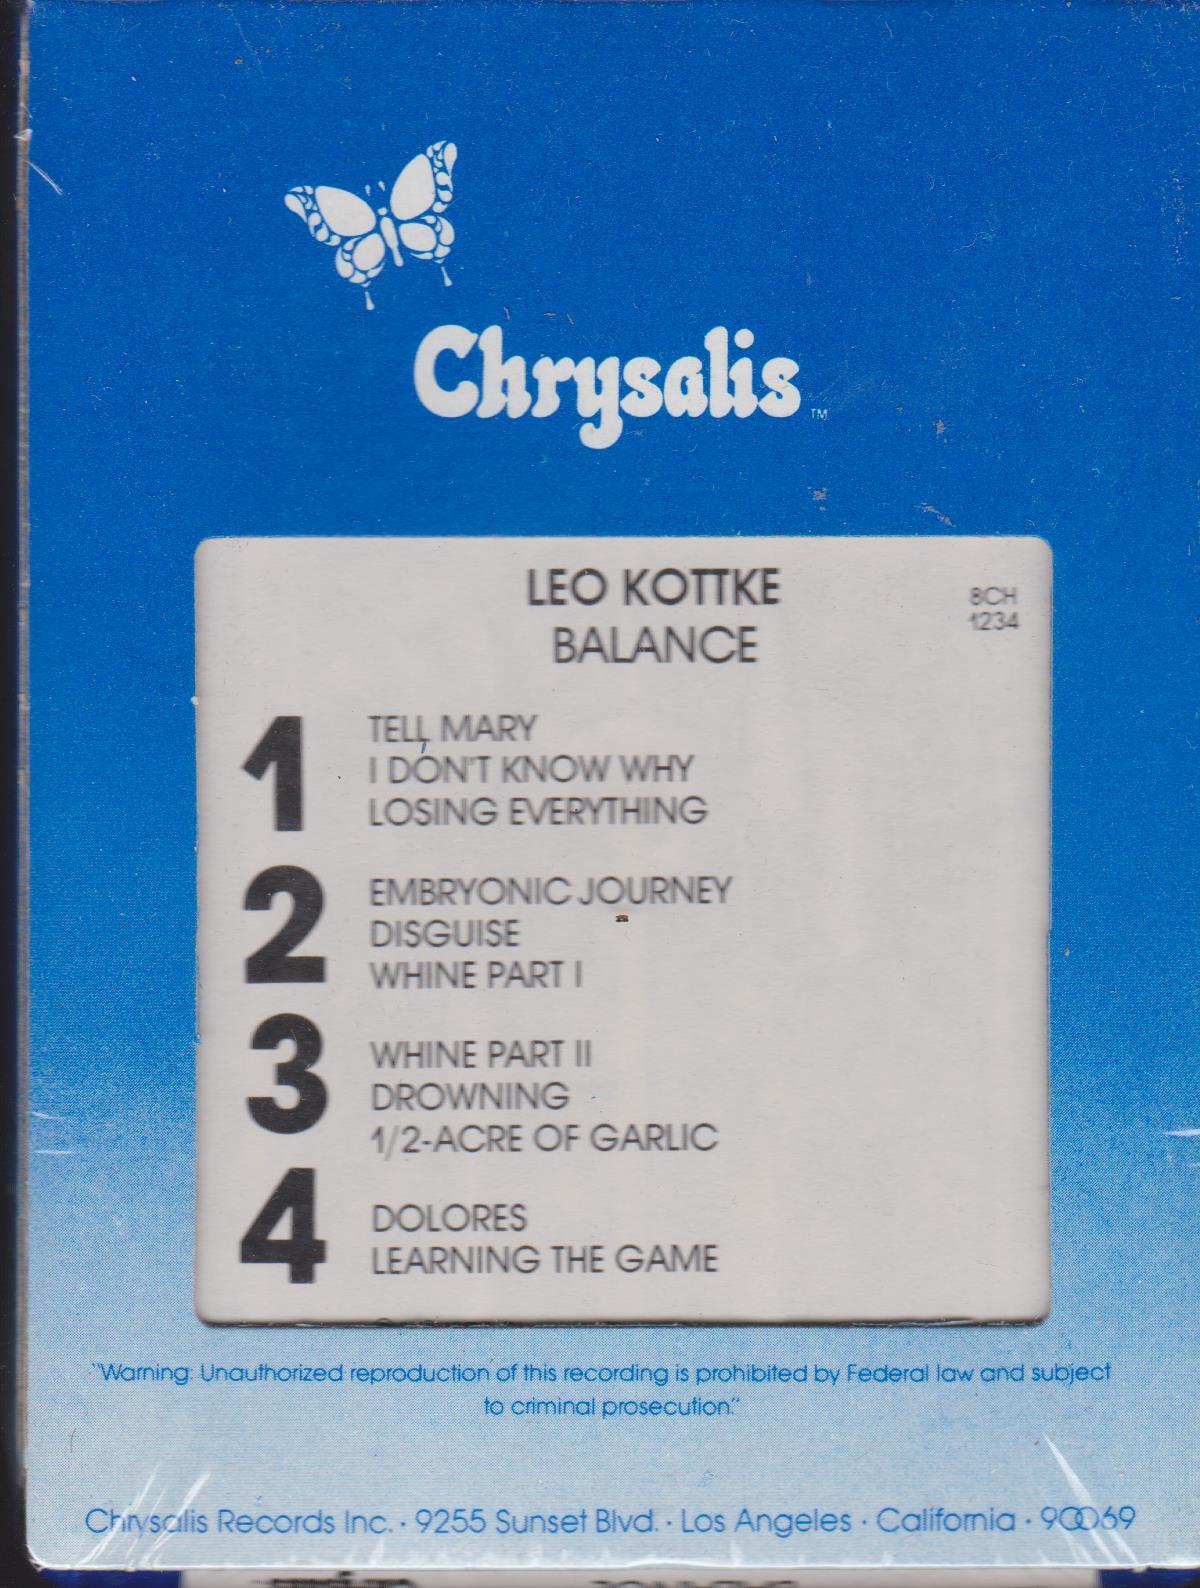 Chrysalis TM
LEO KOTTKE
BALANCE
8CH
1234
1
TELL MARY
I DON'T KNOW WHY
LOSING EVERYTHING
2
EMBRYONIC JOURNEY
DISGUISE
WHINE PART I
3
WHINE PART II
DROWNING
1/2-ACRE OF GARLIC
4
DOLORES
LEARNING THE GAME
"Warning: Unauthorized reproduction of this recording is prohibited by Federal law and subject
to criminal prosecution."
Chrysalis Records Inc. · 9255 Sunset Blvd. · Los Angeles · California · 90069